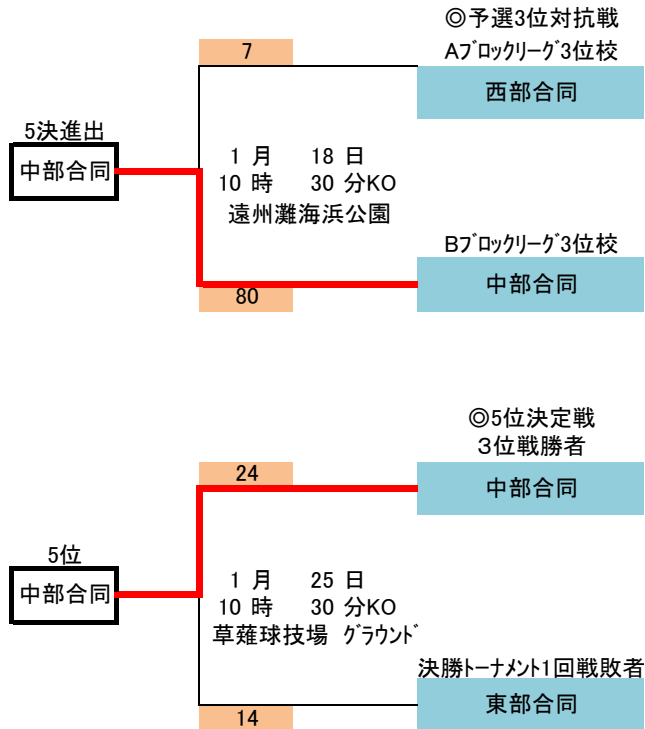 ◎予選3位対抗戦
7
Aﾌﾞﾛｯｸﾘｰｸﾞ3位校
西部合同
5決進出
中部合同
1 月 18 日
10 時 30 分KO
遠州灘海浜公園
Bﾌﾞﾛｯｸﾘｰｸﾞ3位校
中部合同
80
◎5位決定戦
３位戦勝者
24
中部合同
5位
中部合同
1 月 25 日
10 時 30 分KO
草薙球技場 ｸﾞﾗｳﾝﾄﾞ
決勝ﾄｰﾅﾒﾝﾄ1回戦敗者
東部合同
14